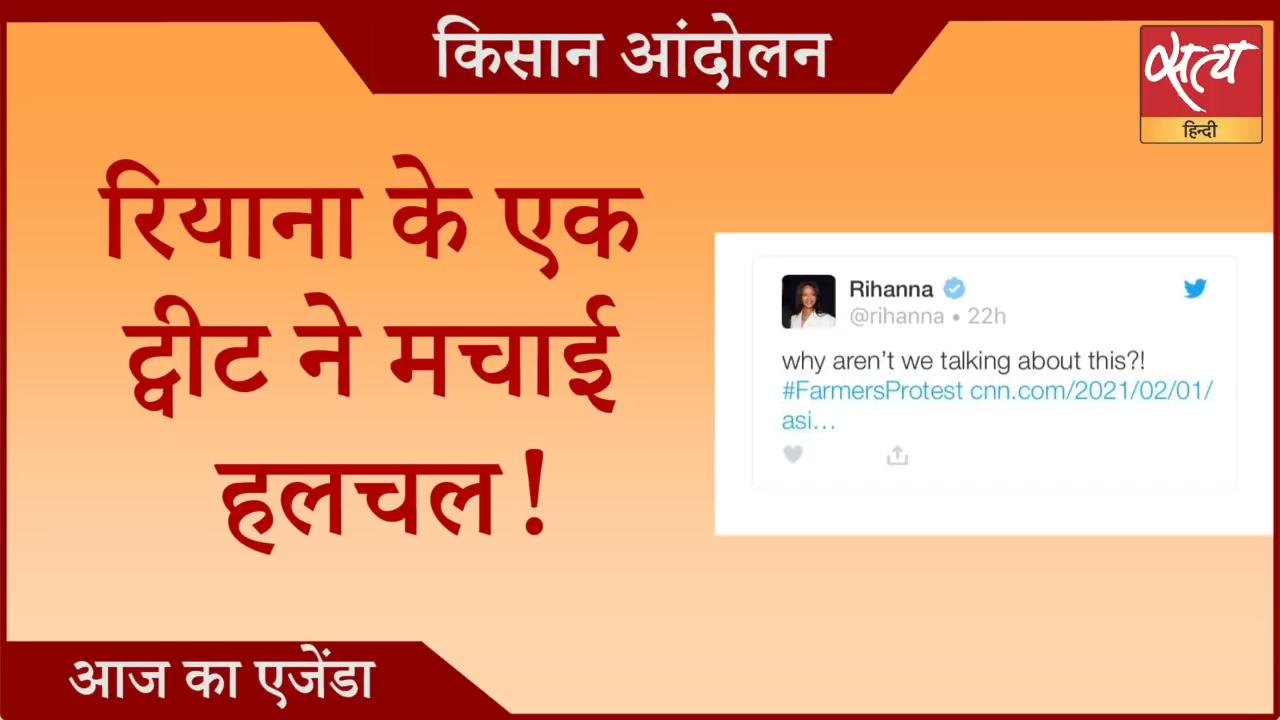 किसान आंदोलन
सत्य
हिन्दी
रियाना के एक
ट्वीट ने मचाई
हलचल!
Rihanna
@rihanna • 22h
why aren’t we talking about this?!
#FarmersProtest cnn.com/2021/02/01/
asi…
आज का एजेंडा